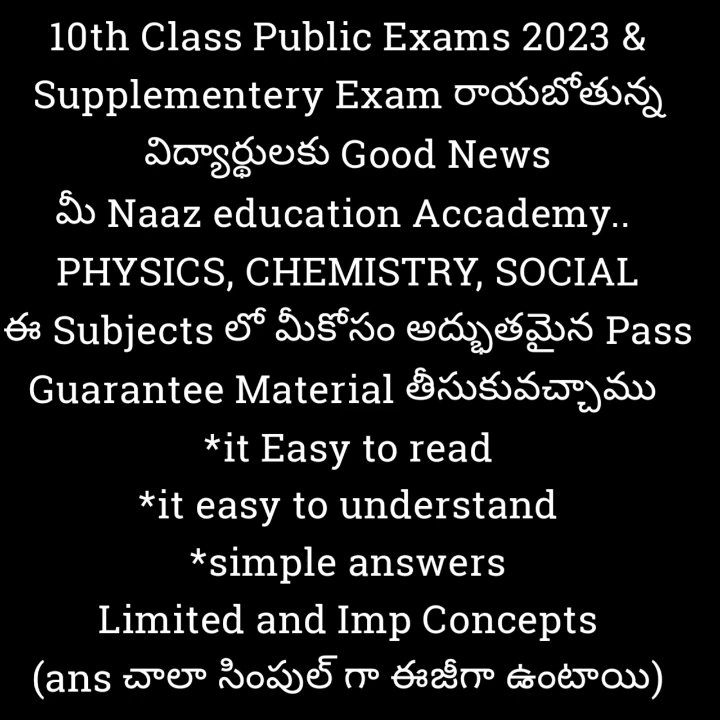 10th Class Public Exams 2023 &
Supplementery Exam రాయబోతున్న
విద్యార్థులకు Good News
మీ Naaz education Accademy..
PHYSICS, CHEMISTRY, SOCIAL
ఈ Subjects లో మీకోసం అద్భుతమైన Pass
Guarantee Material తీసుకువచ్చాము
*it Easy to read
*it easy to understand
*simple answers
Limited and Imp Concepts
(ans చాలా సింపుల్ గా ఈజీగా ఉంటాయి)